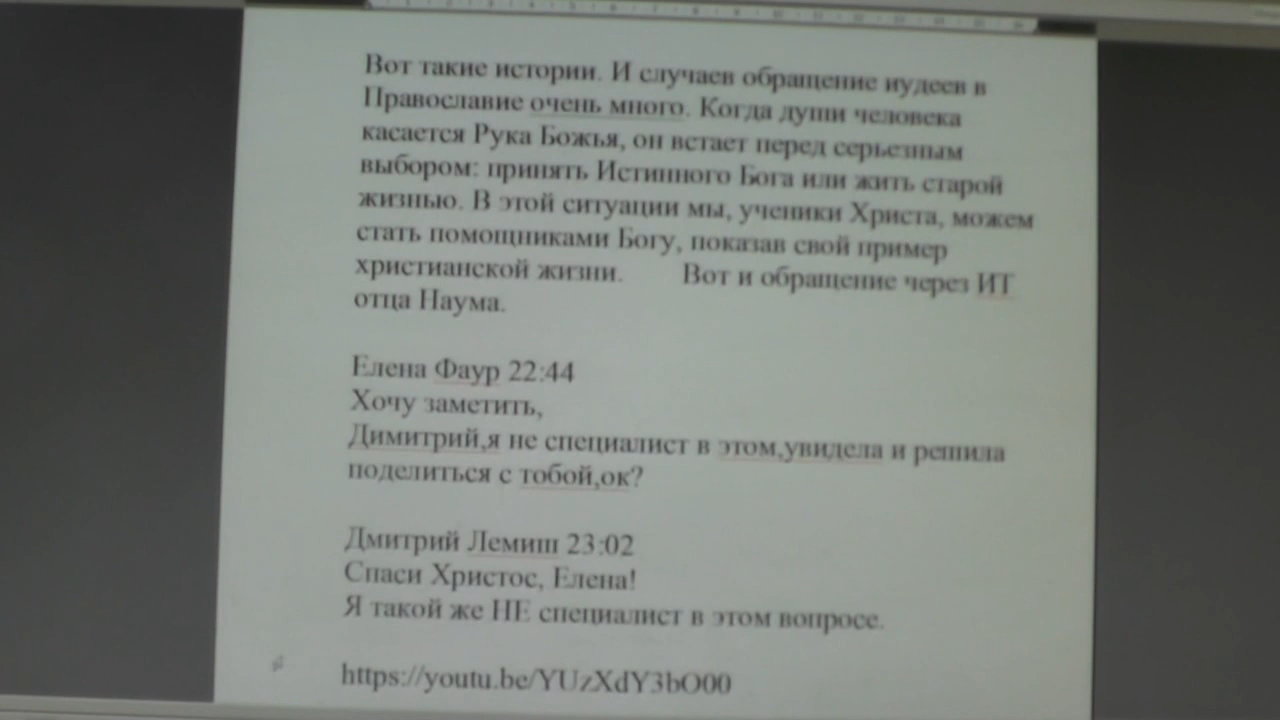 Вот такие истории. И случаев обращение иудеев в
Православие очень много. Когда души человека
касается Рука Божья, он встает перед серьезным
выбором: принять Истинного Бога или жить старой
жизнью. В этой ситуации мы, ученики Христа, можем
стать помощниками Богу, показав свой пример
христианской жизни. Вот и обращение через ИТ
отца Наума.
Елена Фаур 22:44
Хочу заметить,
Димитрий,я не специалист в этом,увидела и решила
поделиться с тобой,ок?
Дмитрий Лемиш 23:02
Спаси Христос, Елена!
Я такой же НЕ специалист в этом вопросе.
https://youtu.be/YUzXdY3bO00